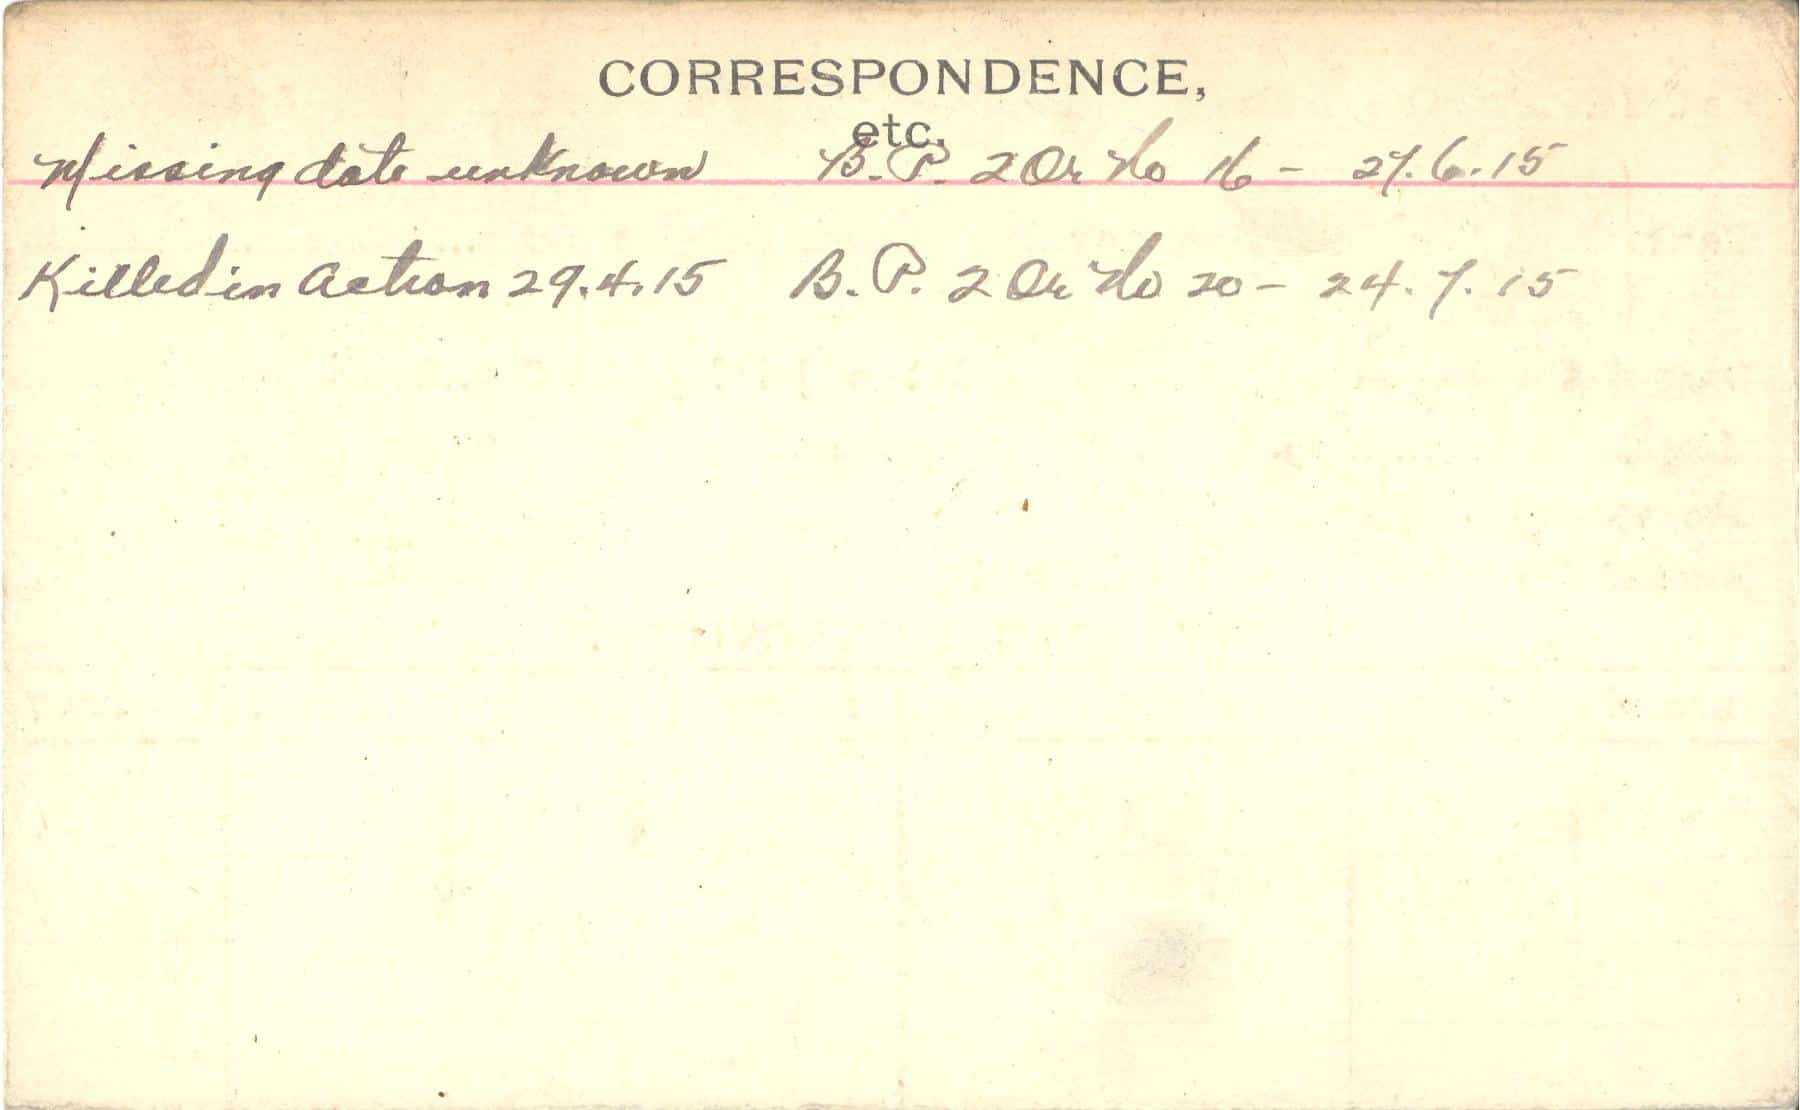 CORRESPONDENCE,
etc.
Missing date unknown B.P. 2 Or No 16 - 27.6.15
Killed in action 29.4.15 B.P. 2 Or No 20 - 24.7.15